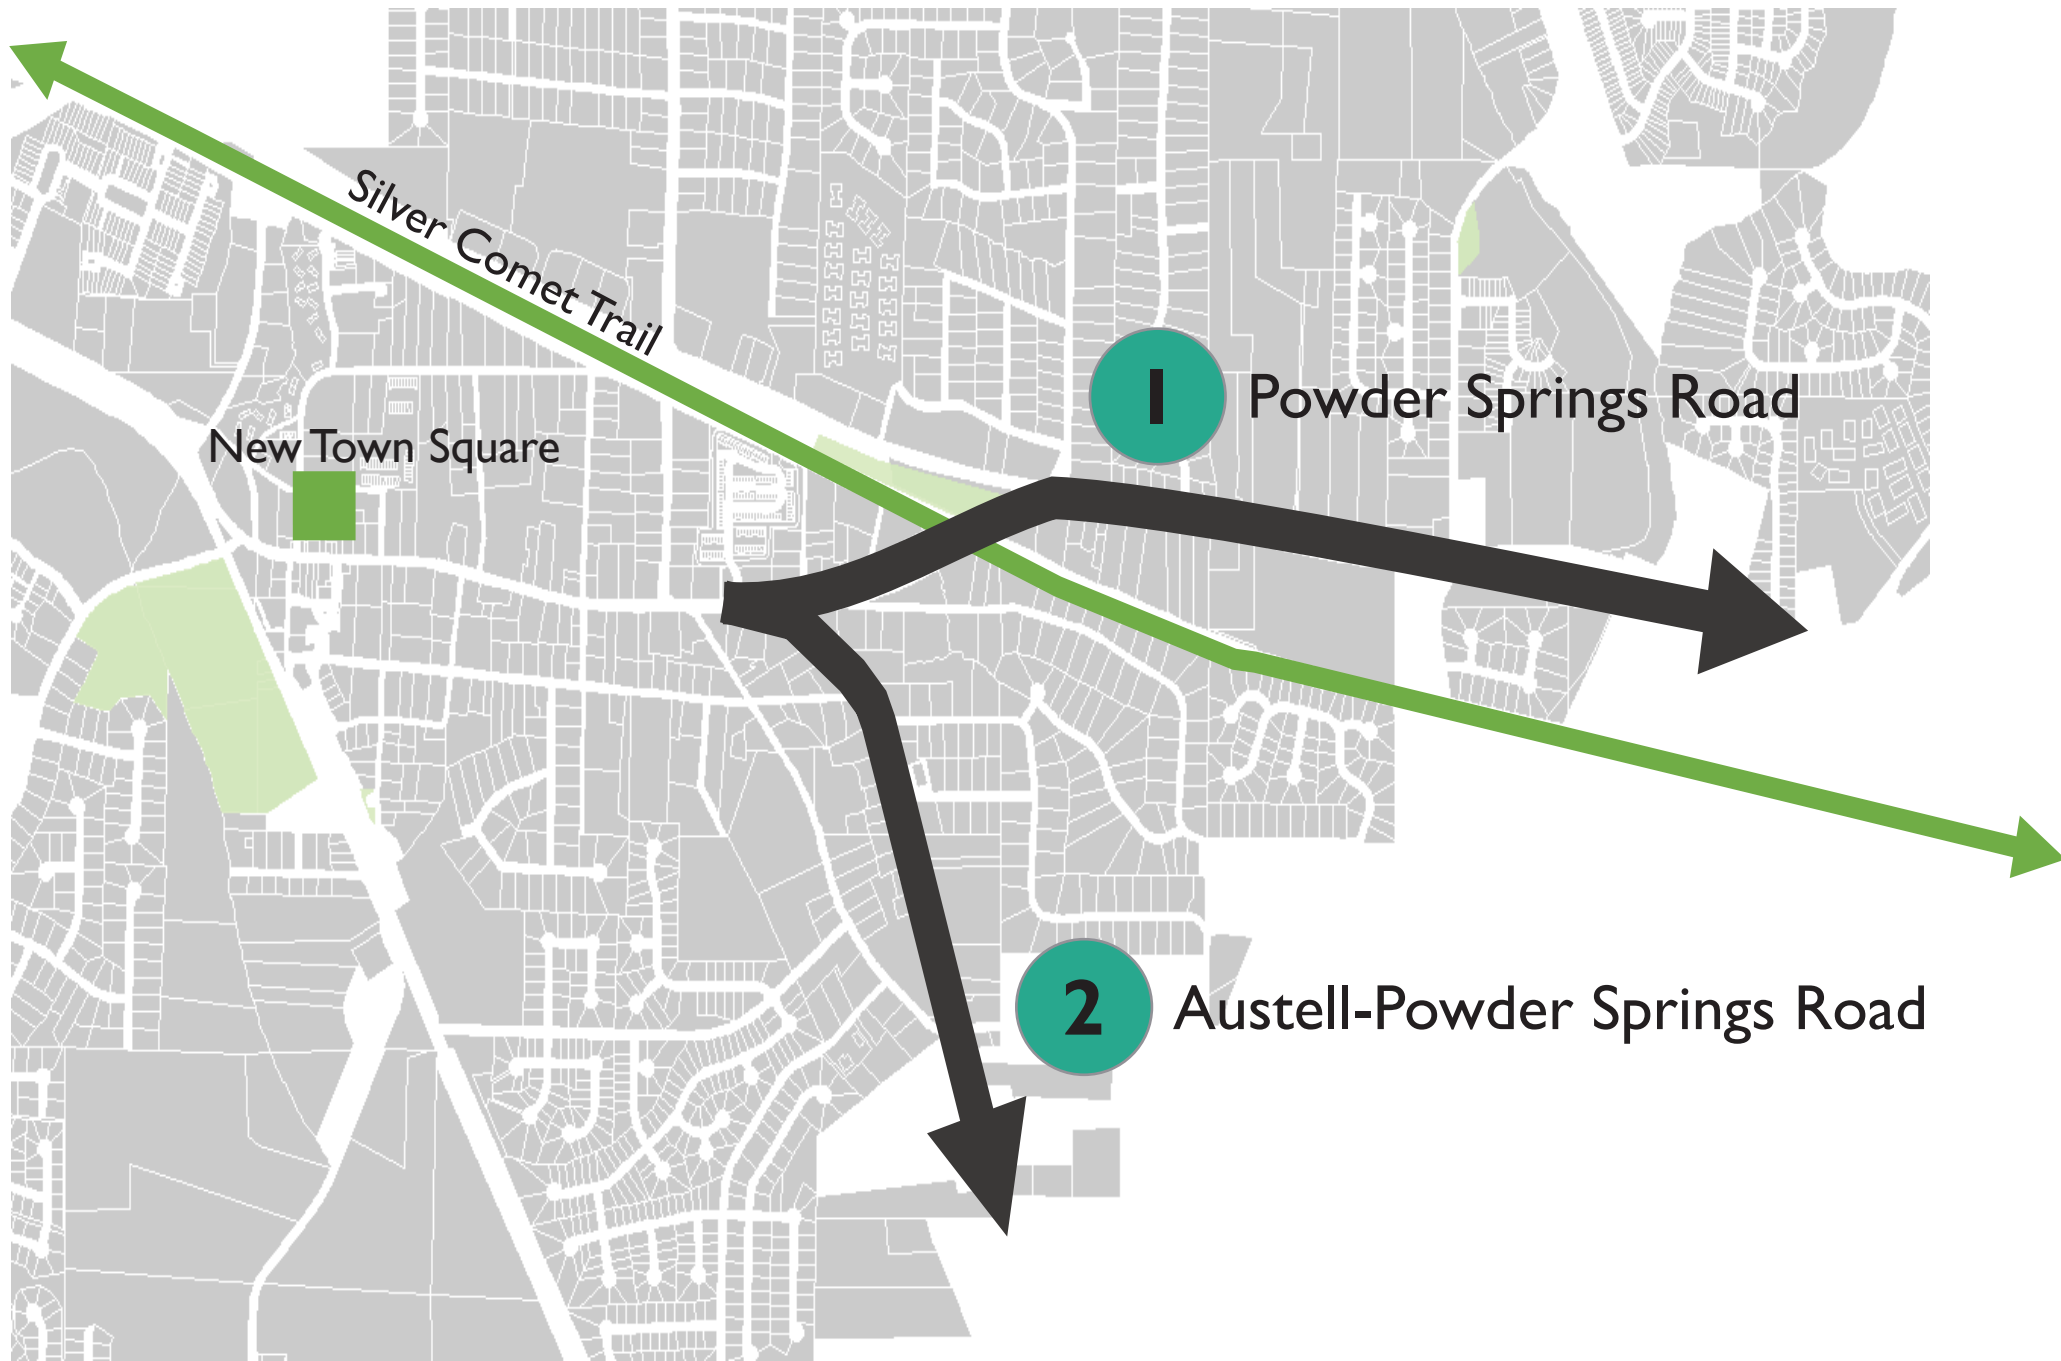 Silver Comet Trail
1
Powder Springs Road
New Town Square
2
Austell-Powder Springs Road